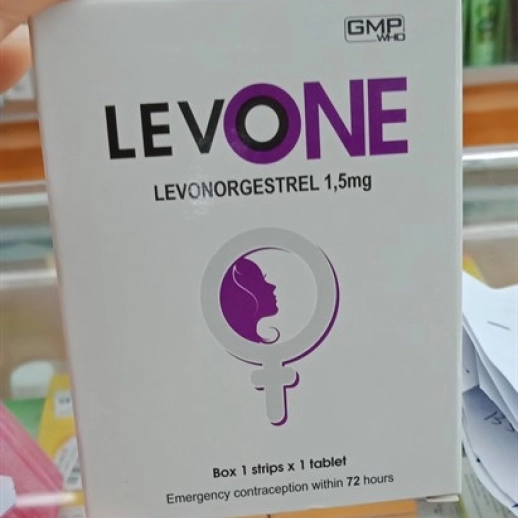 GMP
WHO
LEVONE
LEVONORGESTREL 1,5mg
Box 1 strips x 1 tablet
Emergency contraception within 72 hours